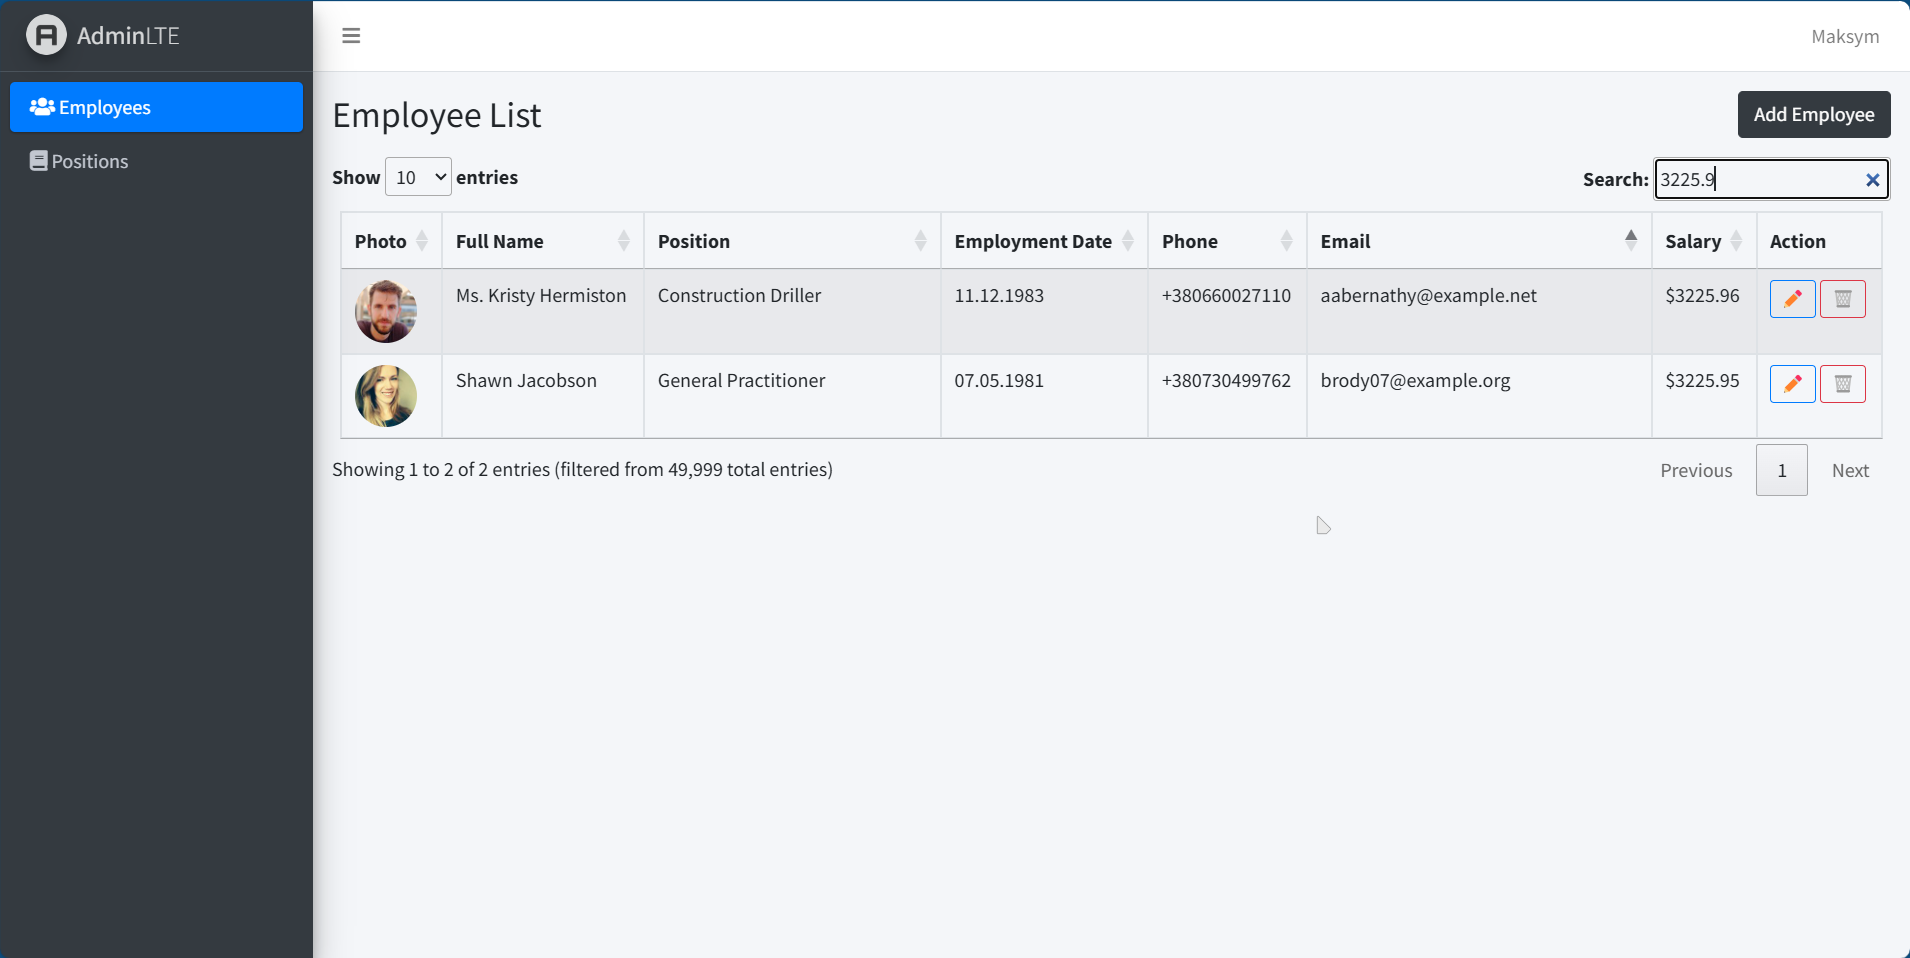 AdminLTE
Maksym
Employees
Positions
Employee List
Add Employee
Show 10 entries
Search: 3225.9
Photo Full Name Position Employment Date Phone Email Salary Action
Ms. Kristy Hermiston Construction Driller 11.12.1983 +380660027110 aabernathy@example.net $3225.96
Shawn Jacobson General Practitioner 07.05.1981 +380730499762 brody07@example.org $3225.95
Showing 1 to 2 of 2 entries (filtered from 49,999 total entries)
Previous 1 Next